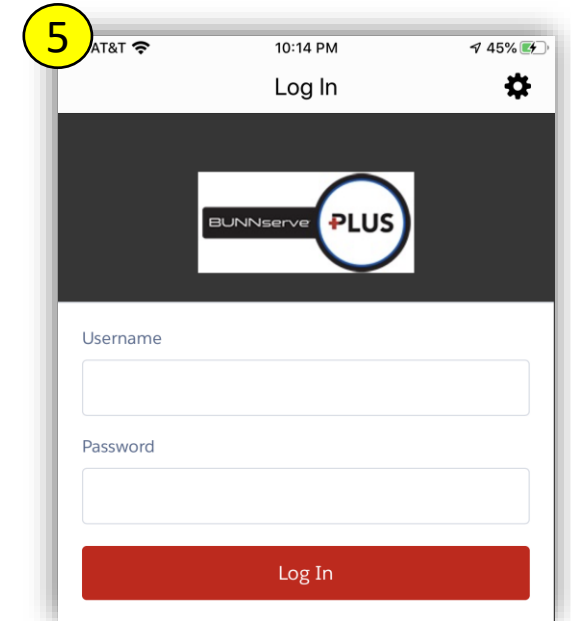 5
AT&T 10:14 PM 45%
Log In
BUNNserve PLUS
Username
Password
Log In